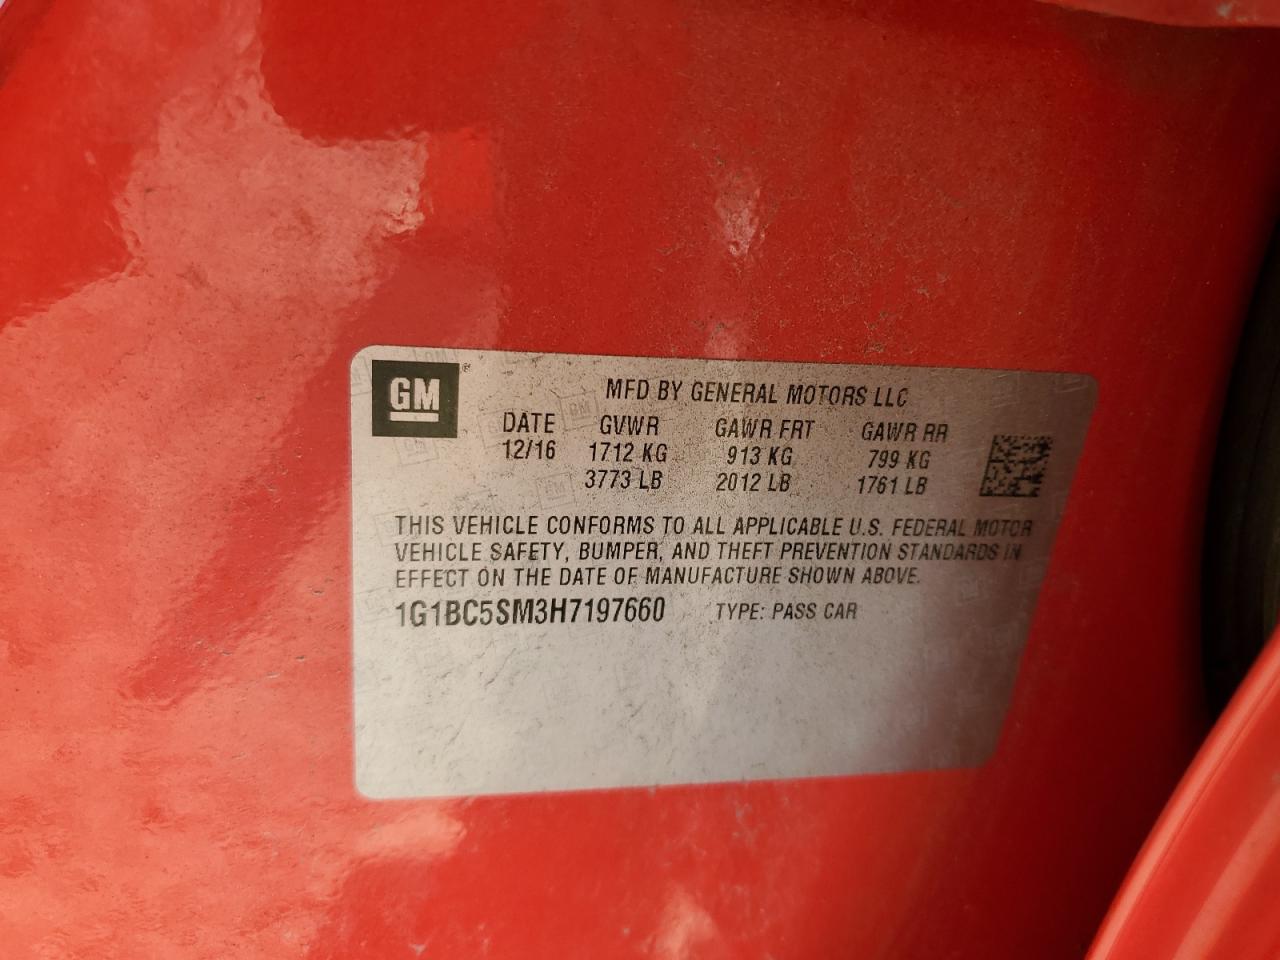 GM
MFD BY GENERAL MOTORS LLC
DATE GVWR GAWR FRT GAWR RR
12/16 1712 KG 913 KG 799 KG
3773 LB 2012 LB 1761 LB
THIS VEHICLE CONFORMS TO ALL APPLICABLE U.S. FEDERAL MOTOR
VEHICLE SAFETY, BUMPER, AND THEFT PREVENTION STANDARDS IN
EFFECT ON THE DATE OF MANUFACTURE SHOWN ABOVE.
1G1BC5SM3H7197660 TYPE: PASS CAR